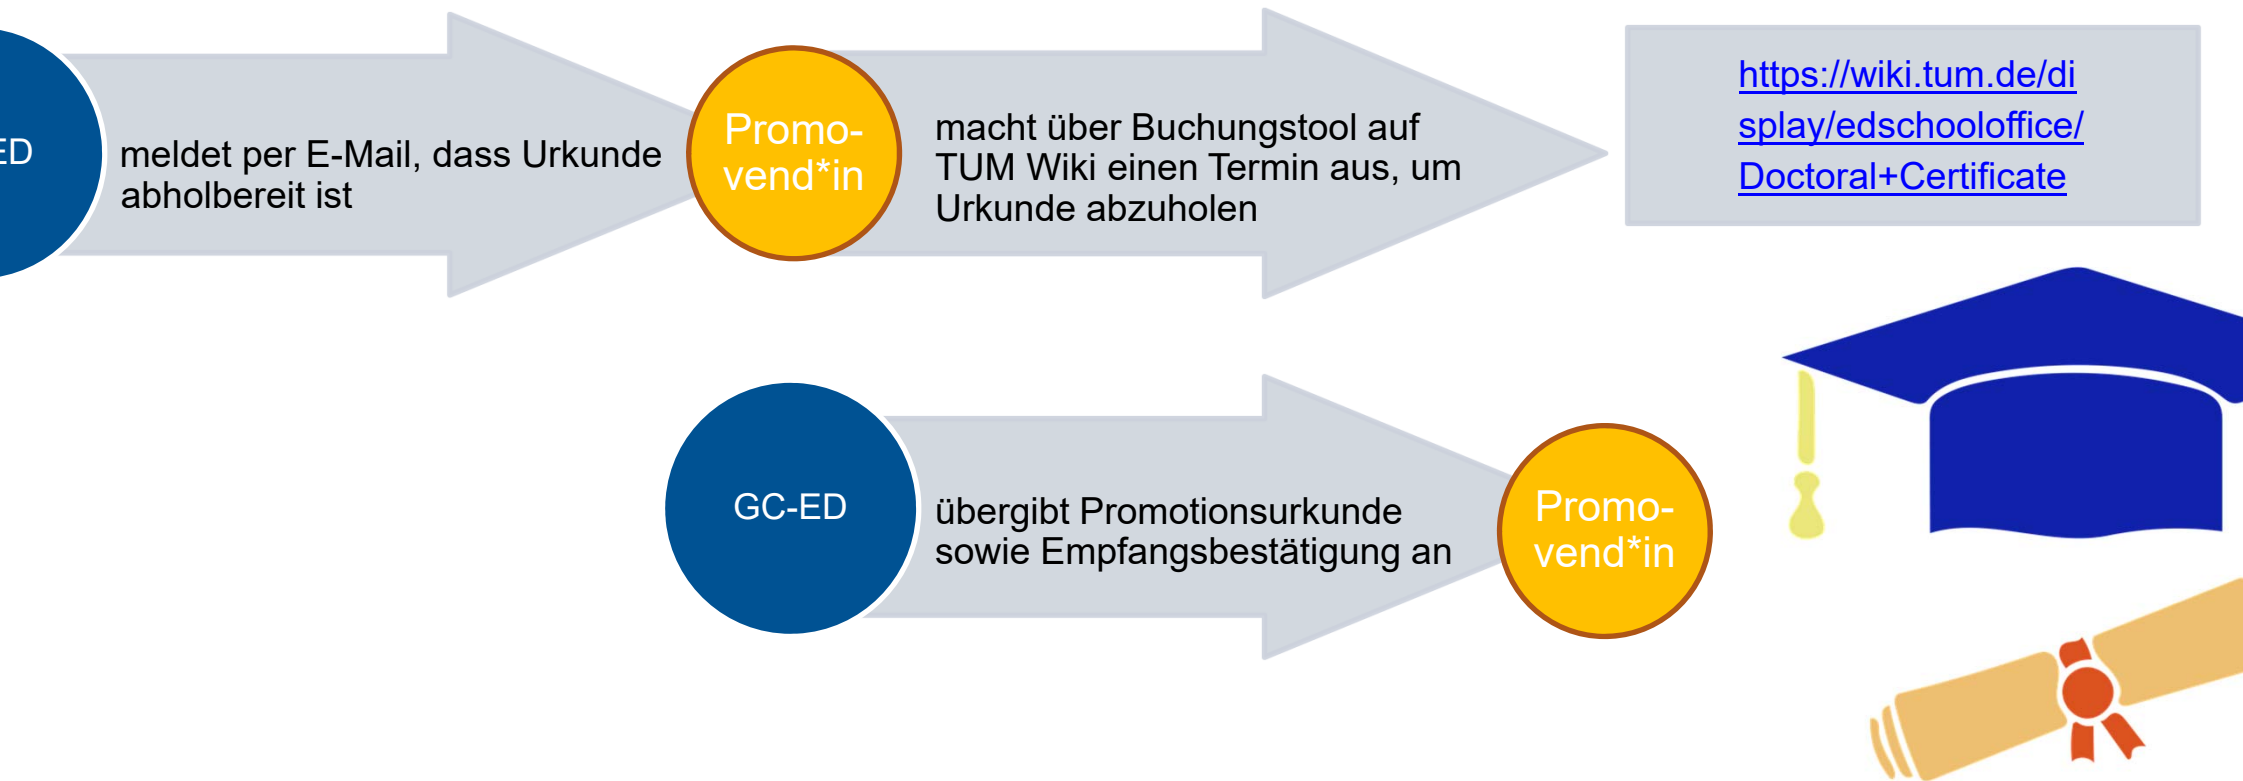 ED
meldet per E-Mail, dass Urkunde
abholbereit ist
Promo-
vend*in
macht über Buchungstool auf
TUM Wiki einen Termin aus, um
Urkunde abzuholen
https://wiki.tum.de/di
splay/edschooloffice/
Doctoral+Certificate
GC-ED
übergibt Promotionsurkunde
sowie Empfangsbestätigung an
Promo-
vend*in